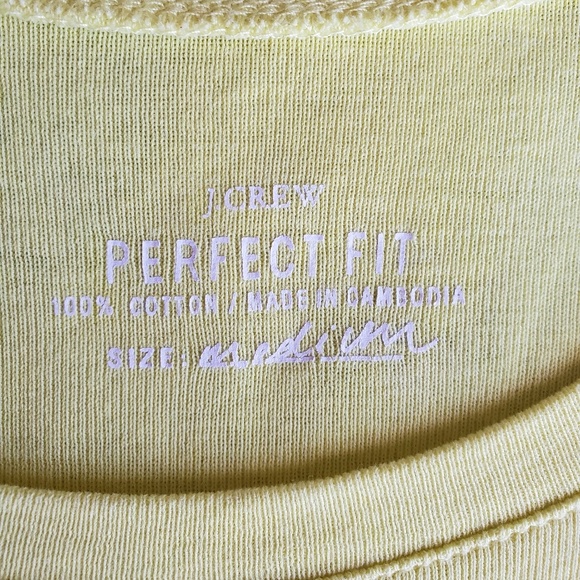 J.CREW
PERFECT FIT
100% COTTON / MADE IN CAMBODIA
SIZE: medium